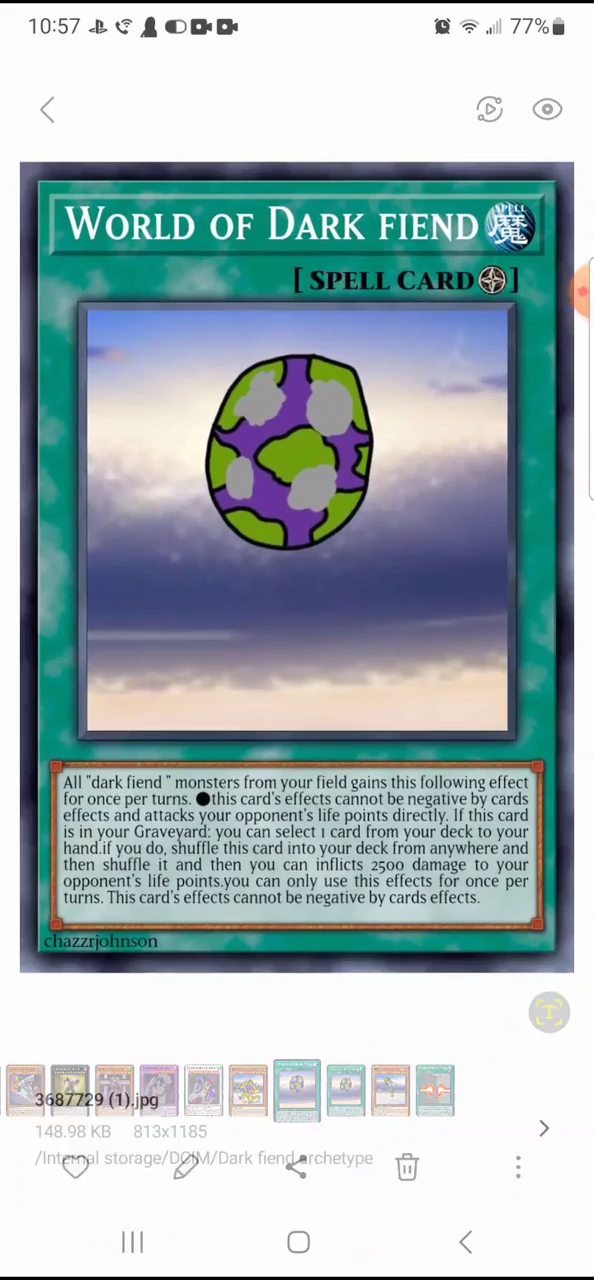 10:57
77%
WORLD OF DARK FIEND
SPELL
魔
[ SPELL CARD ]
All "dark fiend " monsters from your field gains this following effect
for once per turns. ●this card's effects cannot be negative by cards
effects and attacks your opponent's life points directly. If this card
is in your Graveyard: you can select 1 card from your deck to your
hand.if you do, shuffle this card into your deck from anywhere and
then shuffle it and then you can inflicts 2500 damage to your
opponent's life points.you can only use this effects for once per
turns. This card's effects cannot be negative by cards effects.
chazzrjohnson
T
3687729 (1).jpg
148.98 KB 813x1185
/Internal storage/DCIM/Dark fiend archetype